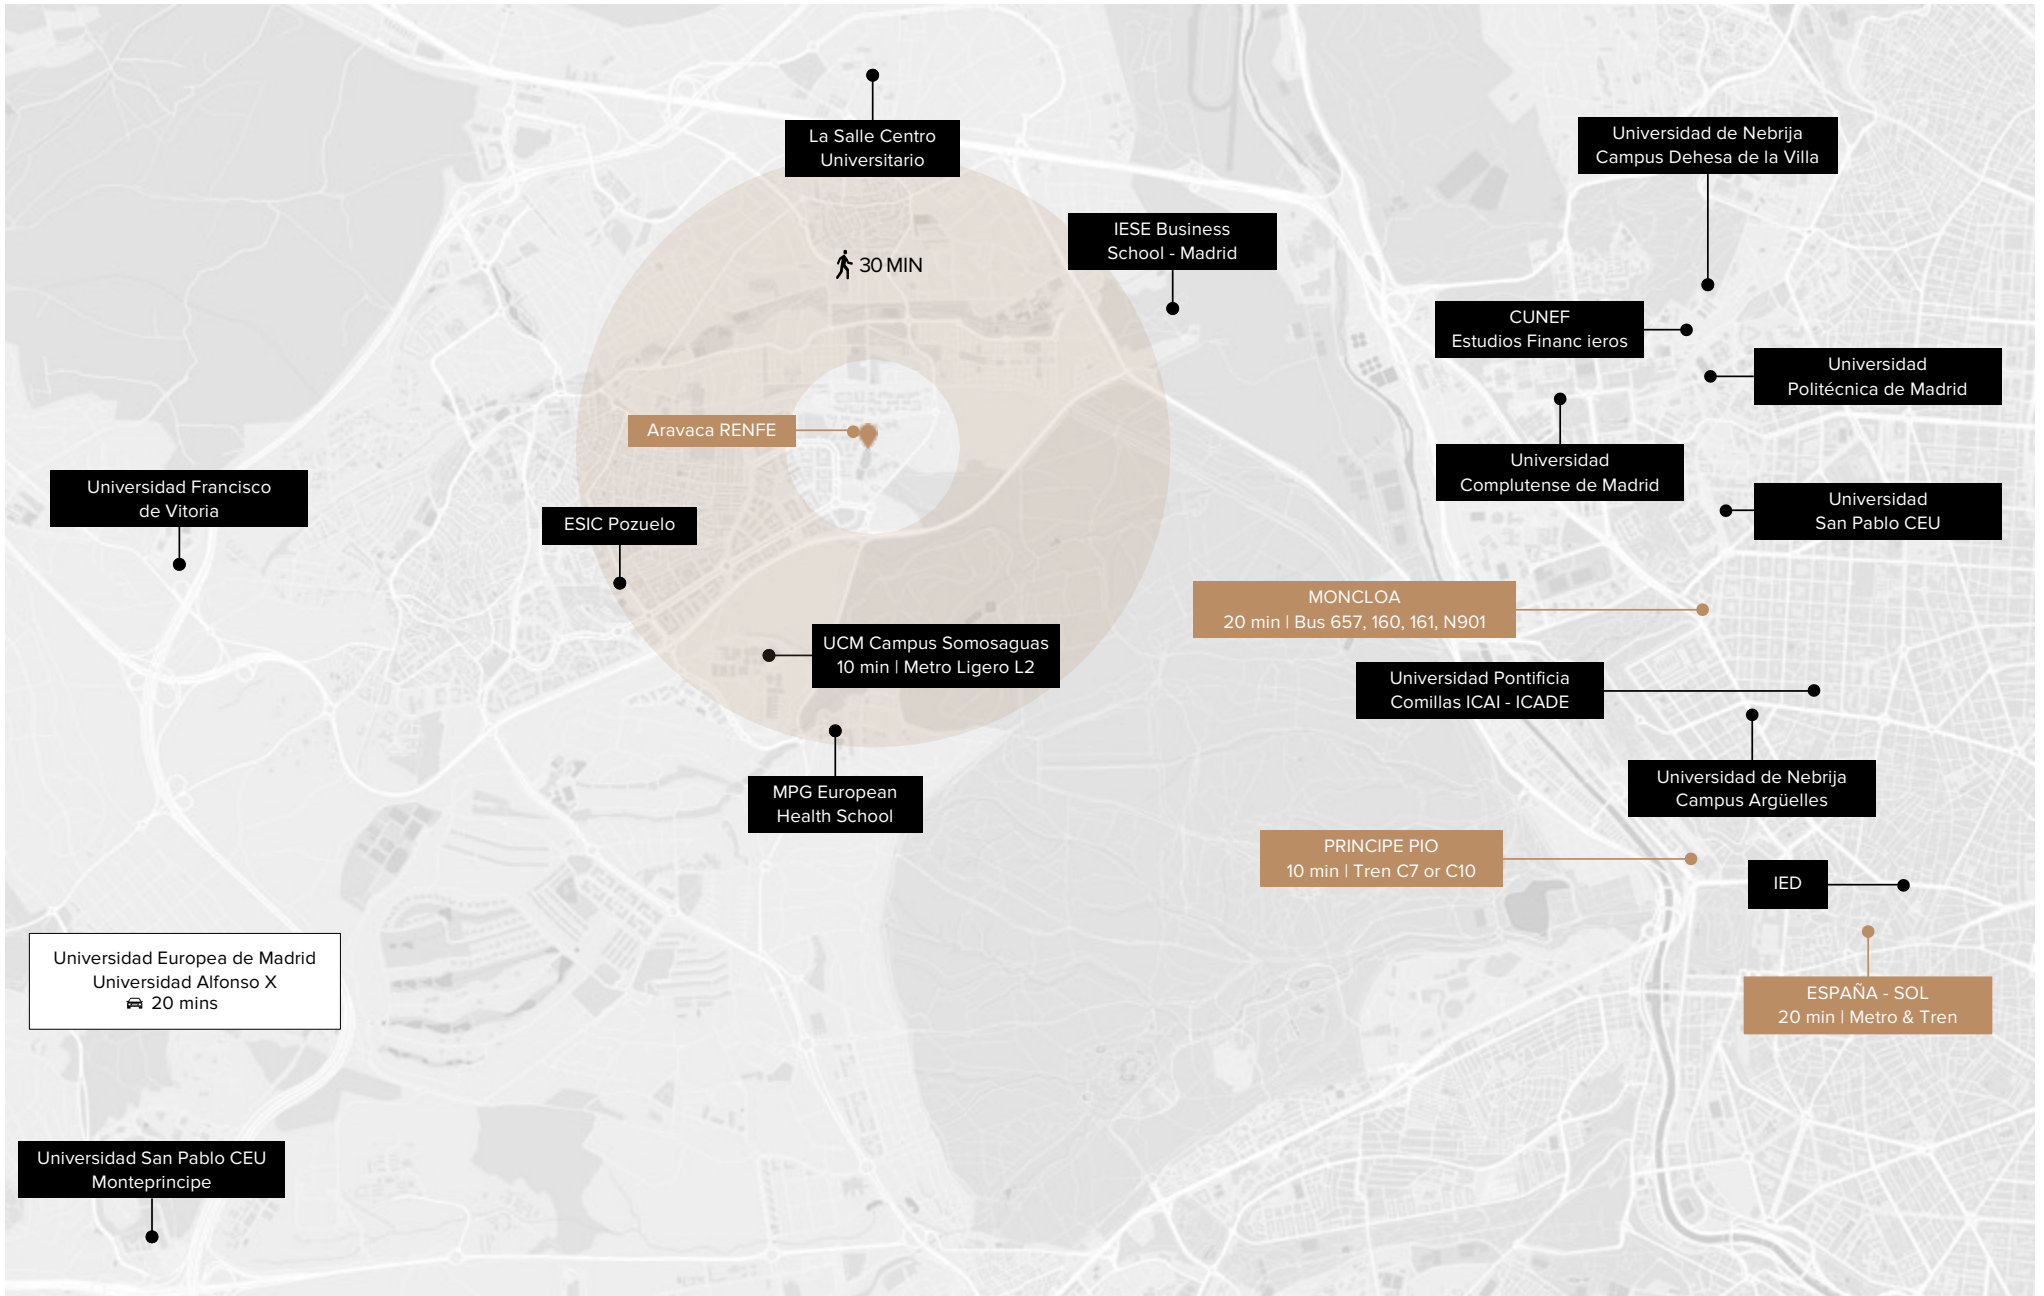 La Salle Centro
Universitario
Universidad de Nebrija
Campus Dehesa de la Villa
IESE Business
School - Madrid
30 MIN
CUNEF
Estudios Financ ieros
Universidad
Politécnica de Madrid
Aravaca RENFE
Universidad
Complutense de Madrid
Universidad Francisco
de Vitoria
Universidad
San Pablo CEU
ESIC Pozuelo
MONCLOA
20 min | Bus 657, 160, 161, N901
UCM Campus Somosaguas
10 min | Metro Ligero L2
Universidad Pontificia
Comillas ICAI - ICADE
Universidad de Nebrija
Campus Argüelles
MPG European
Health School
PRINCIPE PIO
10 min | Tren C7 or C10
IED
Universidad Europea de Madrid
Universidad Alfonso X
20 mins
ESPAÑA - SOL
20 min | Metro & Tren
Universidad San Pablo CEU
Monteprincipe